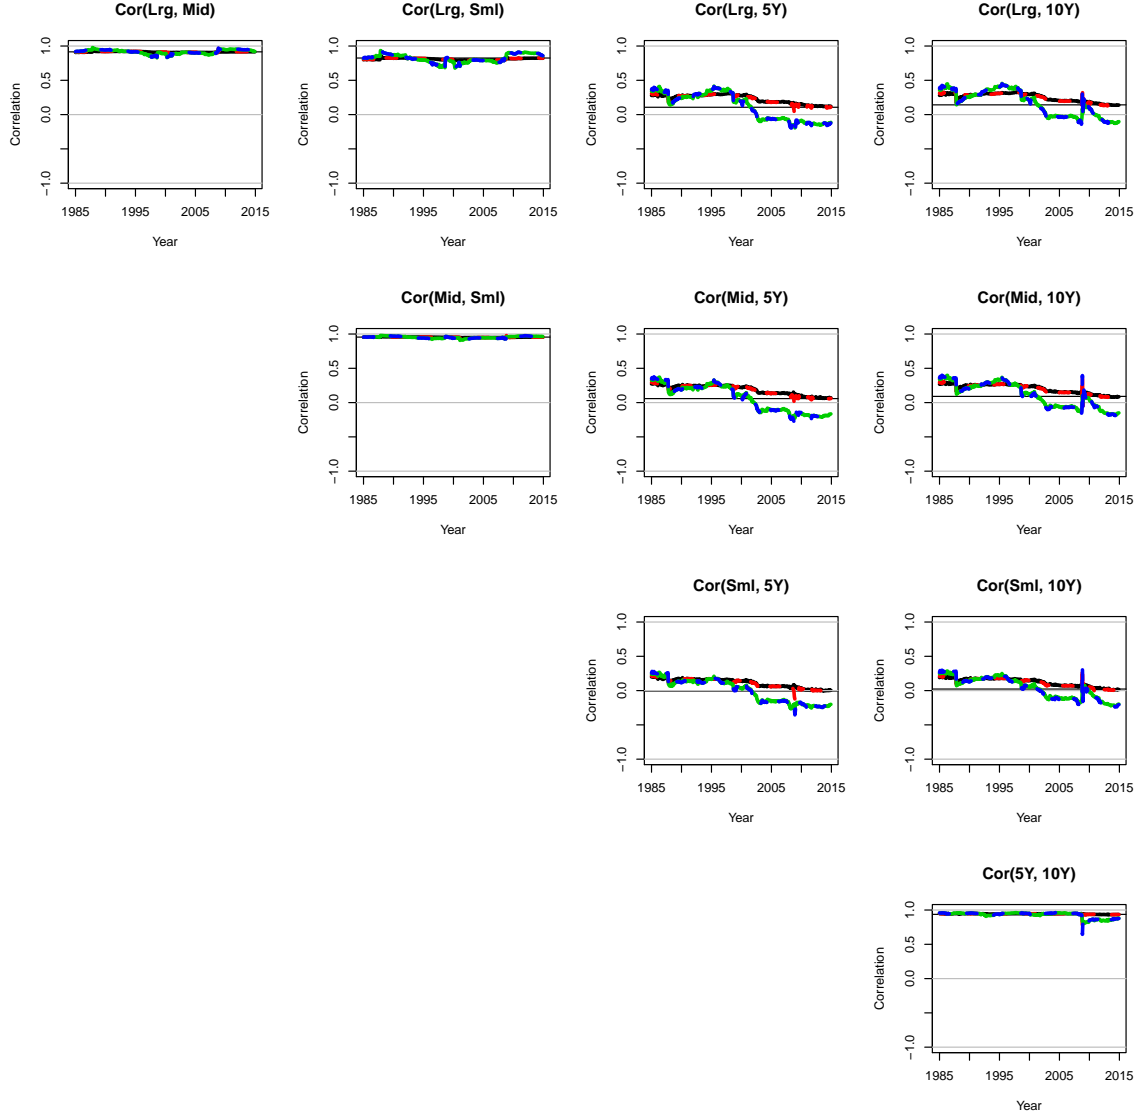 Cor(Lrg, Mid)
Correlation
−1.0 0.0 0.5 1.0
1985 1995 2005 2015
Year
Cor(Lrg, Sml)
Correlation
−1.0 0.0 0.5 1.0
1985 1995 2005 2015
Year
Cor(Lrg, 5Y)
Correlation
−1.0 0.0 0.5 1.0
1985 1995 2005 2015
Year
Cor(Lrg, 10Y)
Correlation
−1.0 0.0 0.5 1.0
1985 1995 2005 2015
Year
Cor(Mid, Sml)
Correlation
−1.0 0.0 0.5 1.0
1985 1995 2005 2015
Year
Cor(Mid, 5Y)
Correlation
−1.0 0.0 0.5 1.0
1985 1995 2005 2015
Year
Cor(Mid, 10Y)
Correlation
−1.0 0.0 0.5 1.0
1985 1995 2005 2015
Year
Cor(Sml, 5Y)
Correlation
−1.0 0.0 0.5 1.0
1985 1995 2005 2015
Year
Cor(Sml, 10Y)
Correlation
−1.0 0.0 0.5 1.0
1985 1995 2005 2015
Year
Cor(5Y, 10Y)
Correlation
−1.0 0.0 0.5 1.0
1985 1995 2005 2015
Year